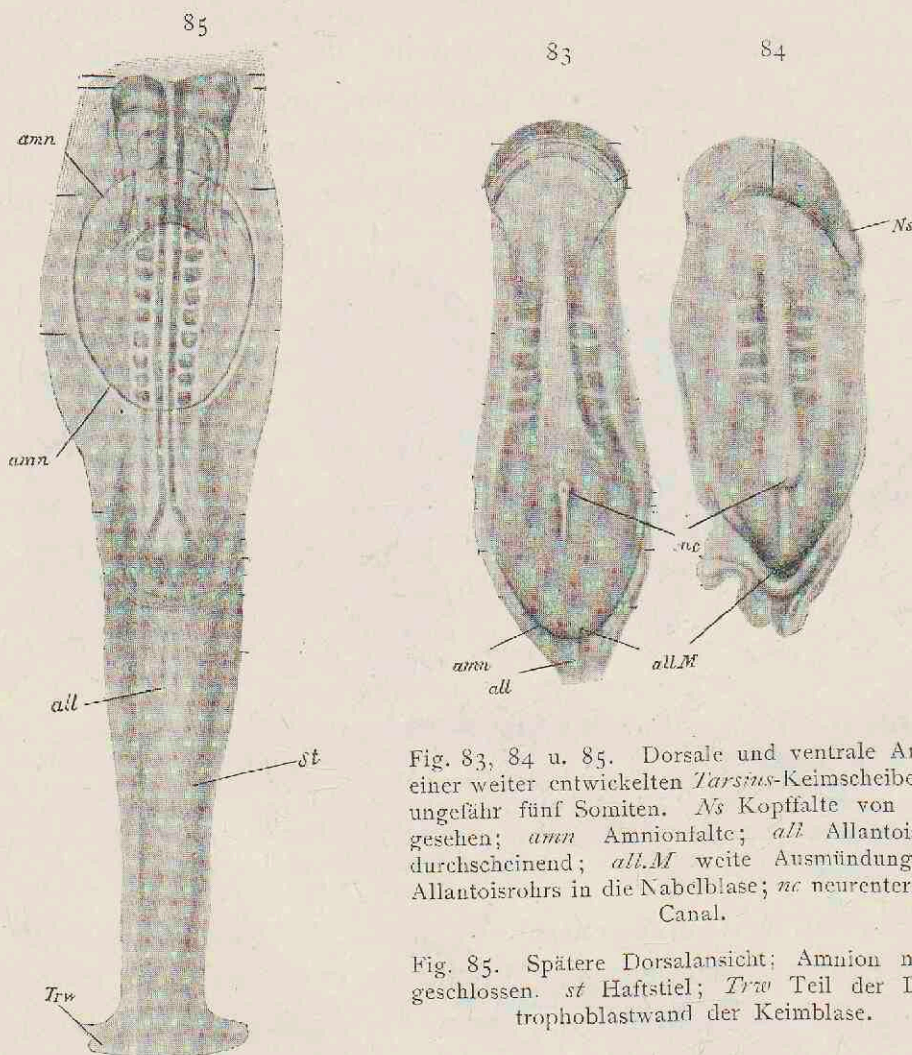 85
83
84
amn
Ns
amn
nc
amn
all
all.M
all
st
Trw
Fig. 83, 84 u. 85. Dorsale und ventrale
einer weiter entwickelten Tarsius-Keimscheibe
ungefähr fünf Somiten. Ns Kopffalte von
gesehen; amn Amnionfalte; all
durchscheinend; all.M weite Ausmündung
Allantoisrohrs in die Nabelblase; nc
Canal.
Fig. 85. Spätere Dorsalansicht; Amnion
geschlossen. st Haftstiel; Trw Teil der
trophoblastwand der Keimblase.